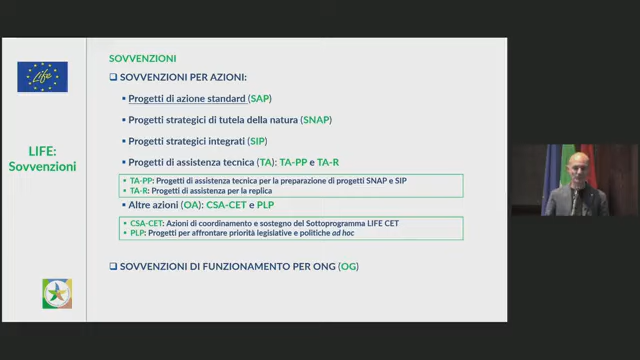 Life
LIFE:
Sovvenzioni
SOVVENZIONI
SOVVENZIONI PER AZIONI:
Progetti di azione standard (SAP)
Progetti strategici di tutela della natura (SNAP)
Progetti strategici integrati (SIP)
Progetti di assistenza tecnica (TA): TA-PP e TA-R
TA-PP: Progetti di assistenza tecnica per la preparazione di progetti SNAP e SIP
TA-R: Progetti di assistenza per la replica
Altre azioni (OA): CSA-CET e PLP
CSA-CET: Azioni di coordinamento e sostegno del Sottoprogramma LIFE CET
PLP: Progetti per affrontare priorità legislative e politiche ad hoc
SOVVENZIONI DI FUNZIONAMENTO PER ONG (OG)